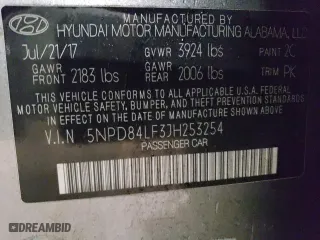 MANUFACTURED BY
HYUNDAI MOTOR MANUFACTURING ALABAMA, LLC
Jul/21/17 GVWR 3924 lbs PAINT 2C
GAWR FRONT 2183 lbs GAWR REAR 2006 lbs TRIM PK
THIS VEHICLE CONFORMS TO ALL APPLICABLE FEDERAL
MOTOR VEHICLE SAFETY, BUMPER, AND THEFT PREVENTION
STANDARDS IN EFFECT ON THE DATE OF MANUFACTURE
SHOWN ABOVE.
V.I.N 5NPD84LF3JH253254
PASSENGER CAR
DREAMBID